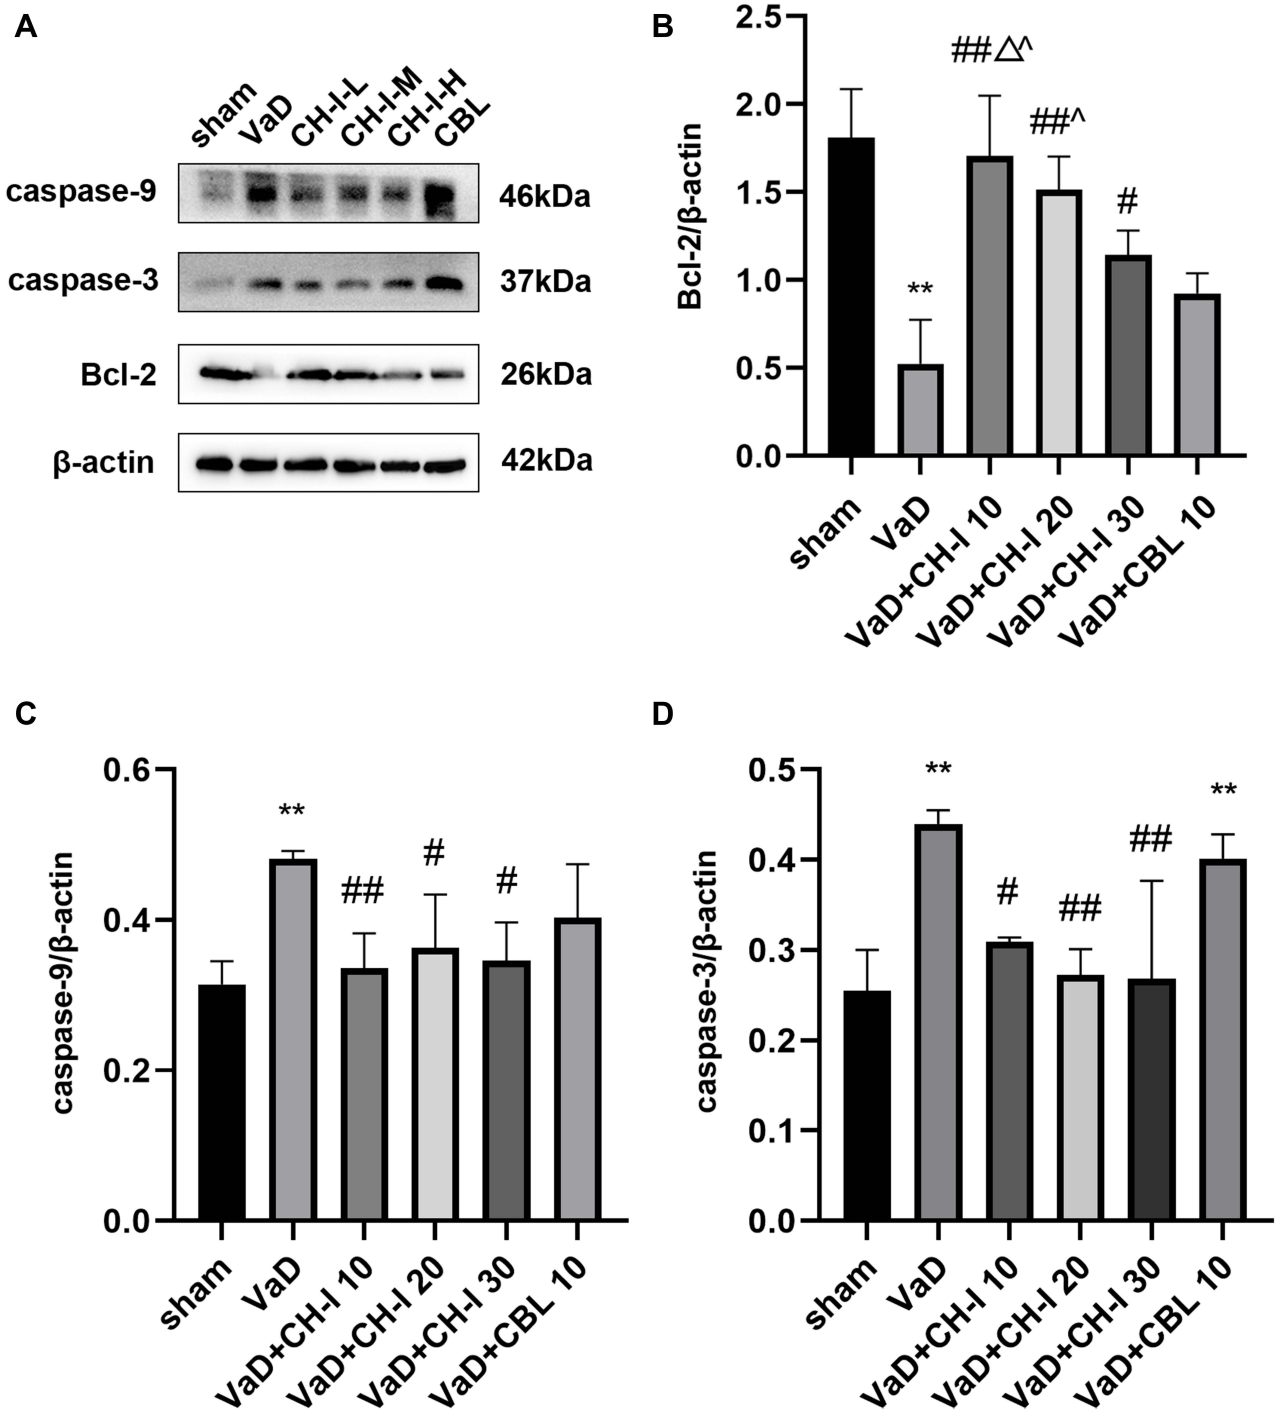 A
sham
VaD
CH-I-L
CH-I-M
CH-I-H
CBL
caspase-9
46kDa
caspase-3
37kDa
Bcl-2
26kDa
β-actin
42kDa
B
Bcl-2/β-actin
2.5
2.0
1.5
1.0
0.5
0.0
**
##△^
##^
#
sham
VaD
VaD+CH-I 10
VaD+CH-I 20
VaD+CH-I 30
VaD+CBL 10
C
caspase-9/β-actin
0.6
0.4
0.2
0.0
**
##
#
#
sham
VaD
VaD+CH-I 10
VaD+CH-I 20
VaD+CH-I 30
VaD+CBL 10
D
caspase-3/β-actin
0.5
0.4
0.3
0.2
0.1
0.0
**
#
##
##
**
sham
VaD
VaD+CH-I 10
VaD+CH-I 20
VaD+CH-I 30
VaD+CBL 10